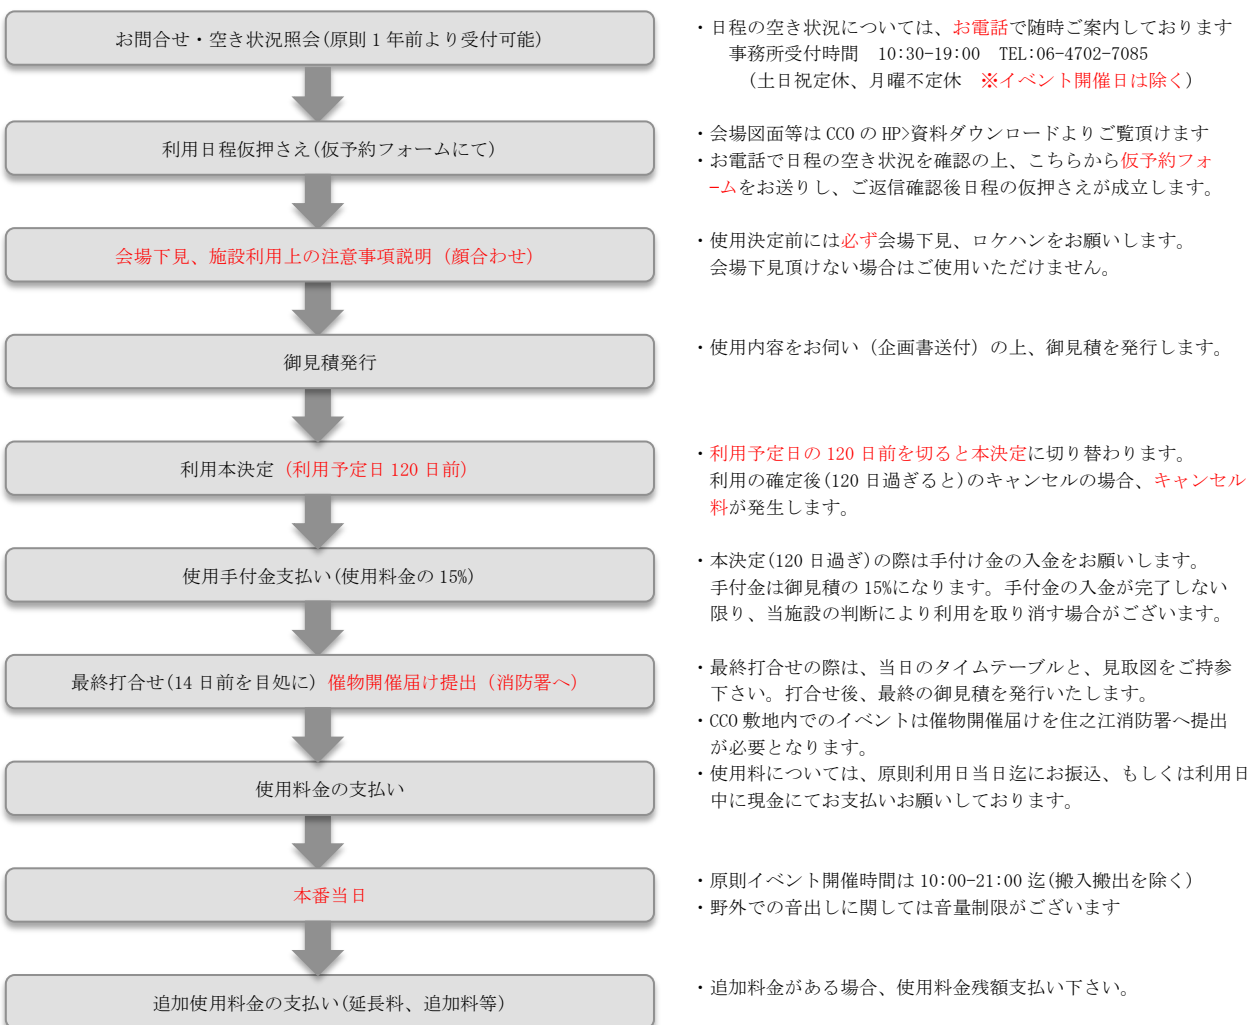 お問合せ・空き状況照会(原則1年前より受付可能)
・日程の空き状況については、お電話で随時ご案内しております
事務所受付時間　10:30-19:00　TEL:06-4702-7085
(土日祝定休、月曜不定休　※イベント開催日は除く)
利用日程仮押さえ(仮予約フォームにて)
・会場図面等はCCOのHP>資料ダウンロードよりご覧頂けます
・お電話で日程の空き状況を確認の上、こちらから仮予約フォ
ームをお送りし、ご返信確認後日程の仮押さえが成立します。
会場下見、施設利用上の注意事項説明（顔合わせ）
・使用決定前には必ず会場下見、ロケハンをお願いします。
会場下見頂けない場合はご使用いただけません。
御見積発行
・使用内容をお伺い（企画書送付）の上、御見積を発行します。
利用本決定（利用予定日120日前）
・利用予定日の120日前を切ると本決定に切り替わります。
利用の確定後(120日過ぎると)のキャンセルの場合、キャンセル
料が発生します。
使用手付金支払い(使用料金の15%)
・本決定(120日過ぎ)の際は手付け金の入金をお願いします。
手付金は御見積の15%になります。手付金の入金が完了しない
限り、当施設の判断により利用を取り消す場合がございます。
最終打合せ(14日前を目処に) 催物開催届け提出（消防署へ）
・最終打合せの際は、当日のタイムテーブルと、見取図をご持参
下さい。打合せ後、最終の御見積を発行いたします。
・CCO敷地内でのイベントは催物開催届けを住之江消防署へ提出
が必要となります。
使用料金の支払い
・使用料については、原則利用日当日迄にお振込、もしくは利用日
中に現金にてお支払いお願いしております。
本番当日
・原則イベント開催時間は10:00-21:00迄(搬入搬出を除く)
・野外での音出しに関しては音量制限がございます
追加使用料金の支払い(延長料、追加料等)
・追加料金がある場合、使用料金残額支払い下さい。